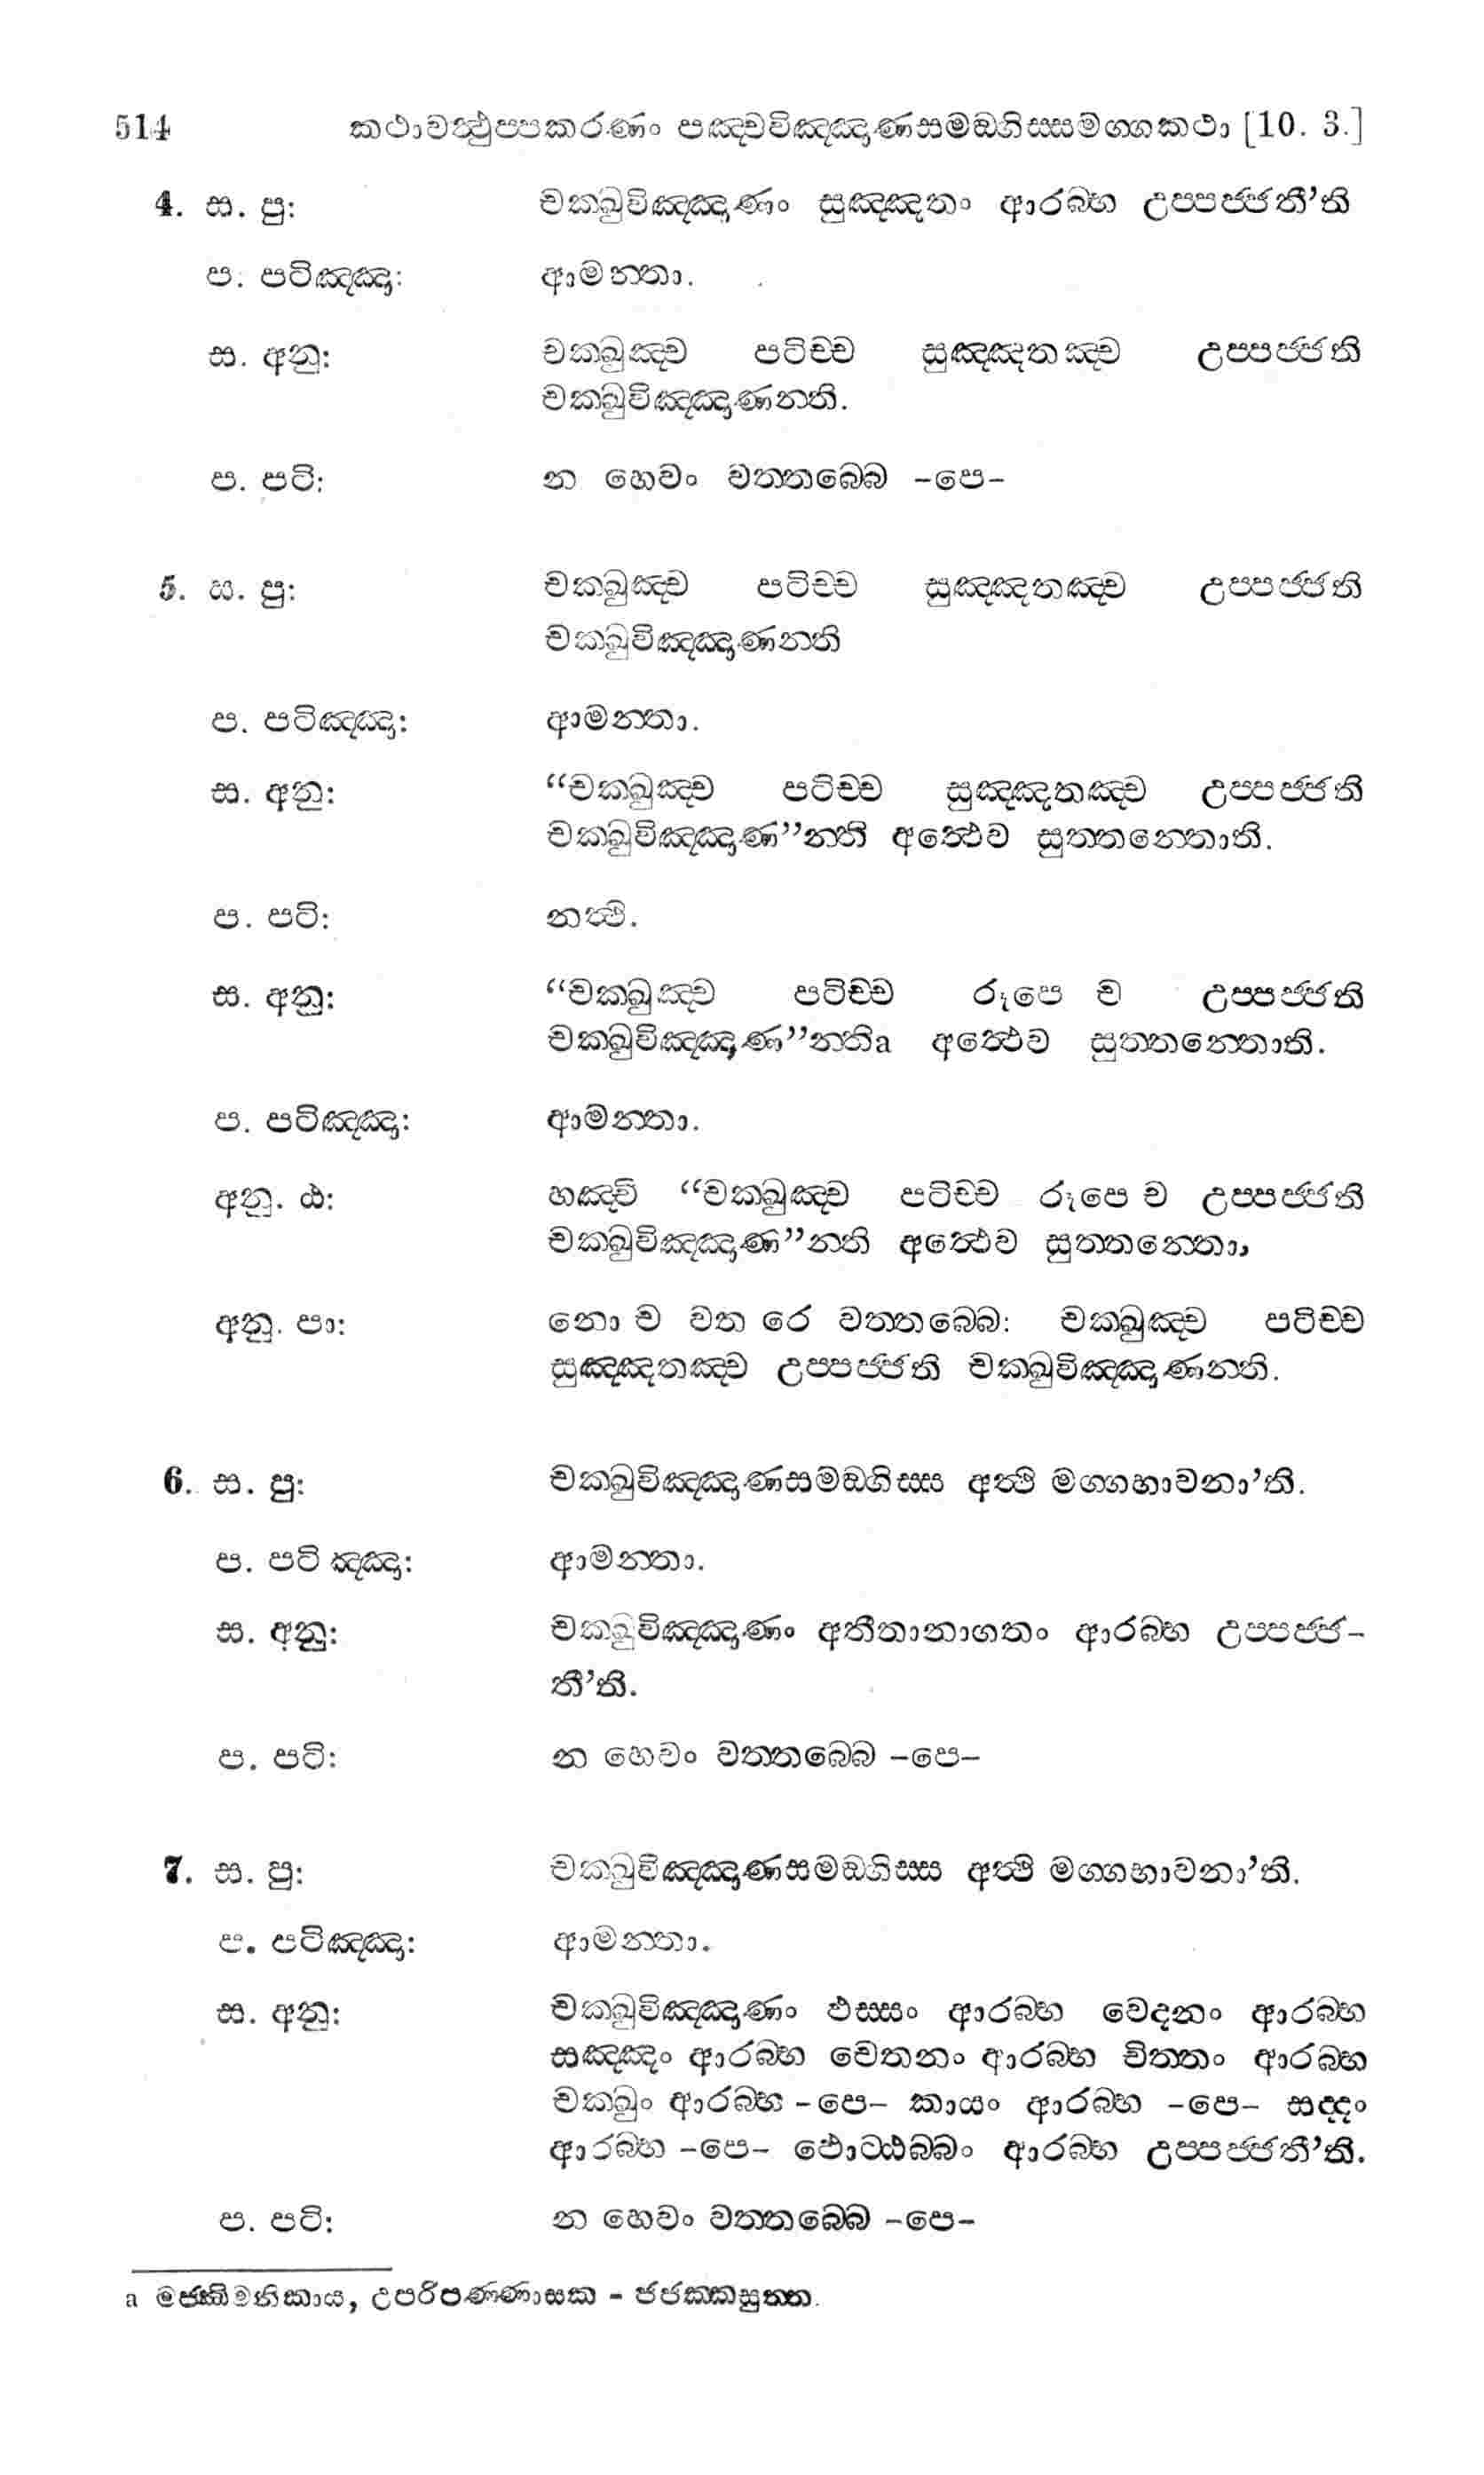 514 කථාවත්‍ථුප්පකරණං පඤ්චවිඤ්ඤාණසමඞ්ගිස්සමග්ගකථා [10. 3.]
4. ස. පු: චක්ඛුවිඤ්ඤාණං සුඤ්ඤතං ආරබ්භ උප්පජ්ජතී’ති
ප. පටිඤ්ඤා: ආමන්තා.
ස. අනු: චක්ඛුඤ්ච පටිච්ච සුඤ්ඤතඤ්ච උප්පජ්ජති
චක්ඛුවිඤ්ඤාණන්ති.
ප. පටි: න හෙවං වත්තබ්බෙ -පෙ-
5. ස. පු: චක්ඛුඤ්ච පටිච්ච සුඤ්ඤතඤ්ච උප්පජ්ජති
චක්ඛුවිඤ්ඤාණන්ති
ප. පටිඤ්ඤා: ආමන්තා.
ස. අනු: “චක්ඛුඤ්ච පටිච්ච සුඤ්ඤතඤ්ච උප්පජ්ජති
චක්ඛුවිඤ්ඤාණ”න්ති අත්‍ථෙව සුත්තන්තොති.
ප. පටි: නත්‍ථි.
ස. අනු: “චක්ඛුඤ්ච පටිච්ච රූපෙ ච උප්පජ්ජති
චක්ඛුවිඤ්ඤාණ”න්තිa අත්‍ථෙව සුත්තන්තොති.
ප. පටිඤ්ඤා: ආමන්තා.
අනු. ඨ: හඤ්චි “චක්ඛුඤ්ච පටිච්ච රූපෙ ච උප්පජ්ජති
චක්ඛුවිඤ්ඤාණ”න්ති අත්‍ථෙව සුත්තන්තො,
අනු. පා: නො ච වත රෙ වත්තබ්බෙ: චක්ඛුඤ්ච පටිච්ච
සුඤ්ඤතඤ්ච උප්පජ්ජති චක්ඛුවිඤ්ඤාණන්ති.
6. ස. පු: චක්ඛුවිඤ්ඤාණසමඞ්ගිස්ස අත්‍ථි මග්ගභාවනා’ති.
ප. පටිඤ්ඤා: ආමන්තා.
ස. අනු: චක්ඛුවිඤ්ඤාණං අතීතානාගතං ආරබ්භ උප්පජ්ජ-
තී’ති.
ප. පටි: න හෙවං වත්තබ්බෙ -පෙ-
7. ස. පු: චක්ඛුවිඤ්ඤාණසමඞ්ගිස්ස අත්‍ථි මග්ගභාවනා’ති.
ප. පටිඤ්ඤා: ආමන්තා.
ස. අනු: චක්ඛුවිඤ්ඤාණං ඵස්සං ආරබ්භ වෙදනං ආරබ්භ
සඤ්ඤං ආරබ්භ චෙතනං ආරබ්භ චිත්තං ආරබ්භ
චක්ඛුං ආරබ්භ -පෙ- කායං ආරබ්භ -පෙ- සද්දං
ආරබ්භ -පෙ- ඵොට්ඨබ්බං ආරබ්භ උප්පජ්ජතී’ති.
ප. පටි: න හෙවං වත්තබ්බෙ -පෙ-
a මජ්ඣිමනිකාය, උපරිපණ්ණාසක - ඡඡක්කසුත්ත.